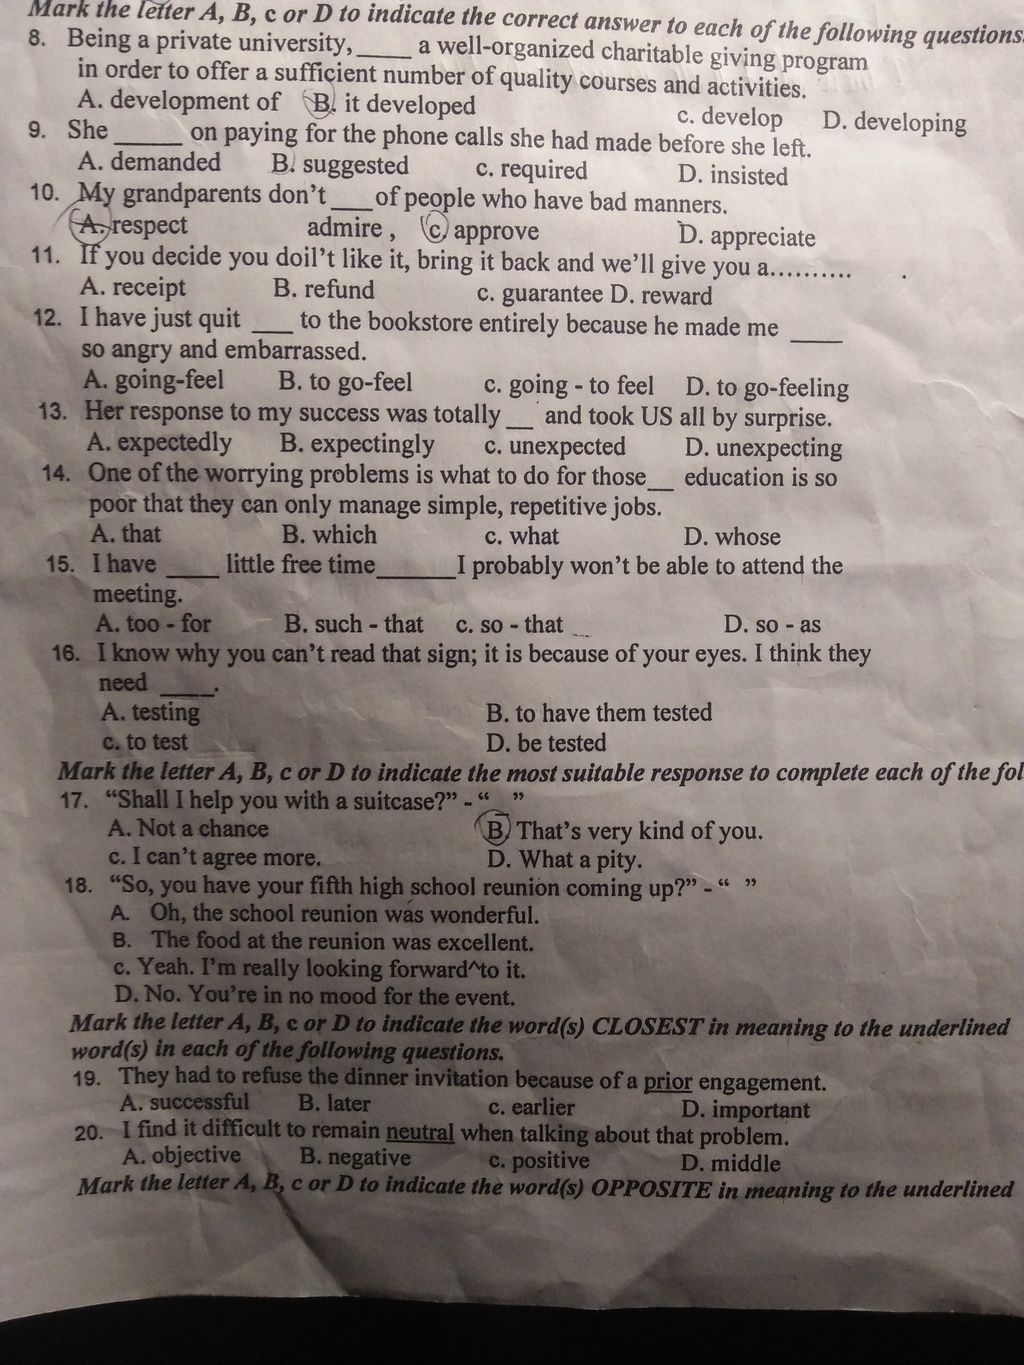 Mark the letter A, B, c or D to indicate the correct answer to each of the following questions.
8. Being a private university, ____ a well-organized charitable giving program
in order to offer a sufficient number of quality courses and activities.
A. development of B. it developed c. develop D. developing
9. She ______ on paying for the phone calls she had made before she left.
A. demanded B. suggested c. required D. insisted
10. My grandparents don't ___ of people who have bad manners.
A. respect admire , c. approve D. appreciate
11. If you decide you doil't like it, bring it back and we'll give you a..........
A. receipt B. refund c. guarantee D. reward
12. I have just quit ___ to the bookstore entirely because he made me ____
so angry and embarrassed.
A. going-feel B. to go-feel c. going - to feel D. to go-feeling
13. Her response to my success was totally __ and took US all by surprise.
A. expectedly B. expectingly c. unexpected D. unexpecting
14. One of the worrying problems is what to do for those__ education is so
poor that they can only manage simple, repetitive jobs.
A. that B. which c. what D. whose
15. I have ____ little free time______I probably won't be able to attend the
meeting.
A. too - for B. such - that c. so - that D. so - as
16. I know why you can't read that sign; it is because of your eyes. I think they
need ____.
A. testing B. to have them tested
c. to test D. be tested
Mark the letter A, B, c or D to indicate the most suitable response to complete each of the fol
17. “Shall I help you with a suitcase?” - “ ”
A. Not a chance B. That's very kind of you.
c. I can't agree more. D. What a pity.
18. “So, you have your fifth high school reunion coming up?” - “ ”
A. Oh, the school reunion was wonderful.
B. The food at the reunion was excellent.
c. Yeah. I'm really looking forward^to it.
D. No. You're in no mood for the event.
Mark the letter A, B, c or D to indicate the word(s) CLOSEST in meaning to the underlined
word(s) in each of the following questions.
19. They had to refuse the dinner invitation because of a prior engagement.
A. successful B. later c. earlier D. important
20. I find it difficult to remain neutral when talking about that problem.
A. objective B. negative c. positive D. middle
Mark the letter A, B, c or D to indicate the word(s) OPPOSITE in meaning to the underlined